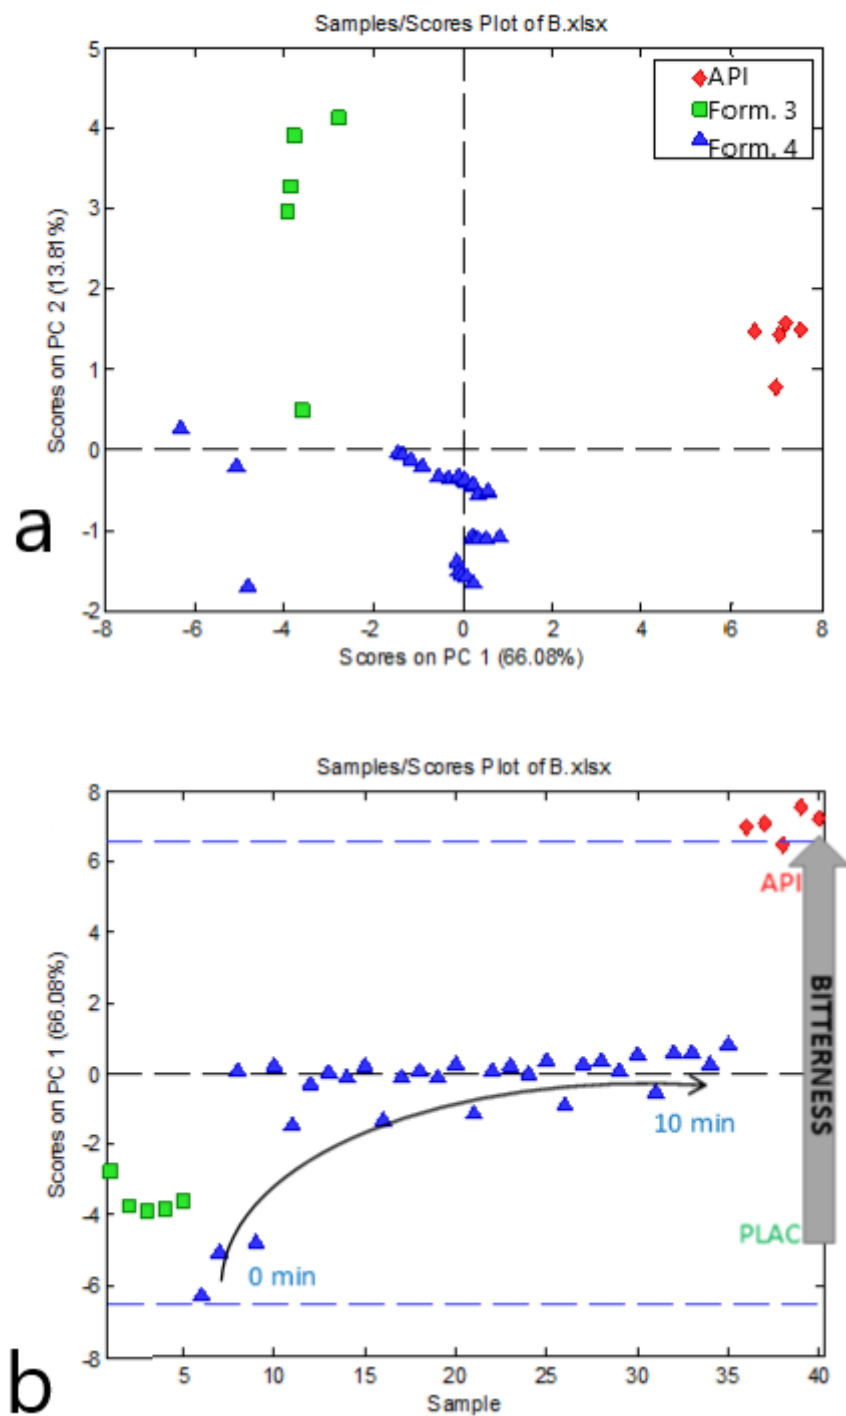 Samples/Scores Plot of B.xlsx
5
4
3
2
1
0
-1
-2
Scores on PC 2 (13.81%)
API
Form. 3
Form. 4
a
-8 -6 -4 -2 0 2 4 6 8
Scores on PC 1 (66.08%)
Samples/Scores Plot of B.xlsx
8
6
4
2
0
-2
-4
-6
-8
Scores on PC 1 (66.08%)
API
BITTERNESS
10 min
PLAC
0 min
b
5 10 15 20 25 30 35 40
Sample